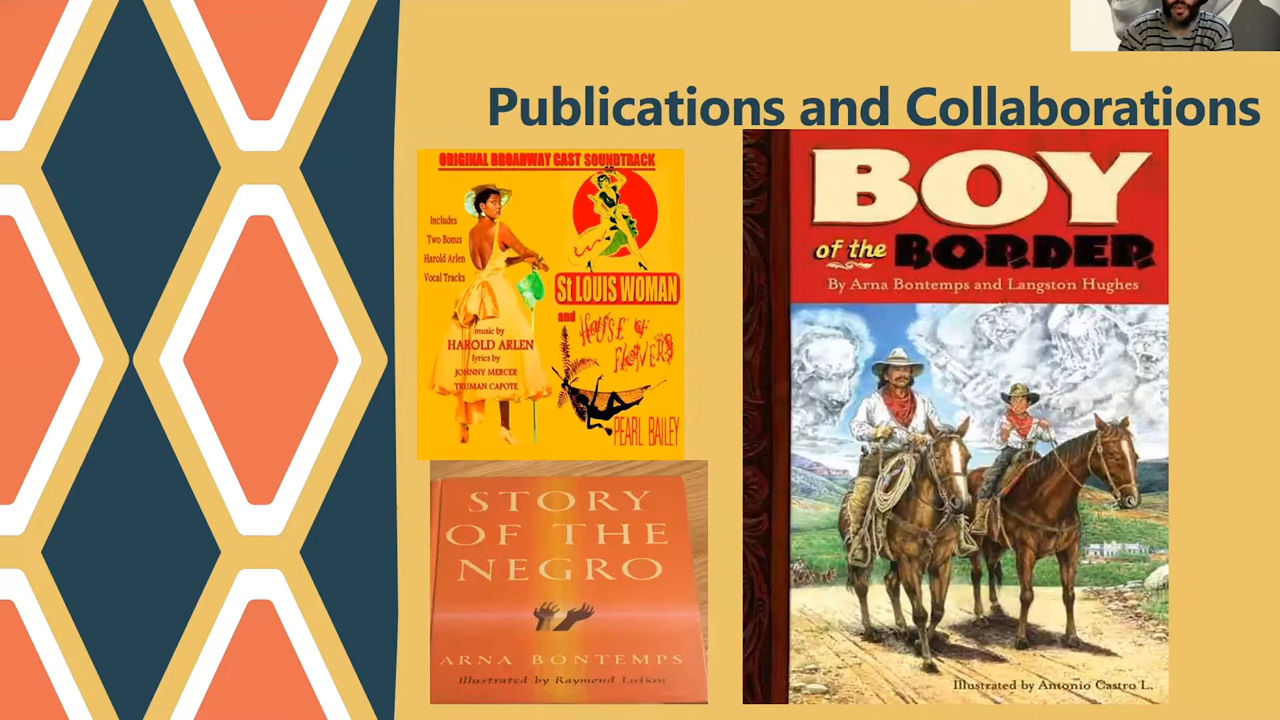 Publications and Collaborations
ORIGINAL BROADWAY CAST SOUNDTRACK
Includes
Two Bonus
Harold Arlen
Vocal Tracks
St LOUIS WOMAN
and
HOUSE OF
FLOWERS
music by
HAROLD ARLEN
lyrics by
JOHNNY MERCER
TRUMAN CAPOTE
PEARL BAILEY
STORY
OF THE
NEGRO
ARNA BONTEMPS
Illustrated by Raymond Lufkin
BOY
of the BORDER
By Arna Bontemps and Langston Hughes
Illustrated by Antonio Castro L.